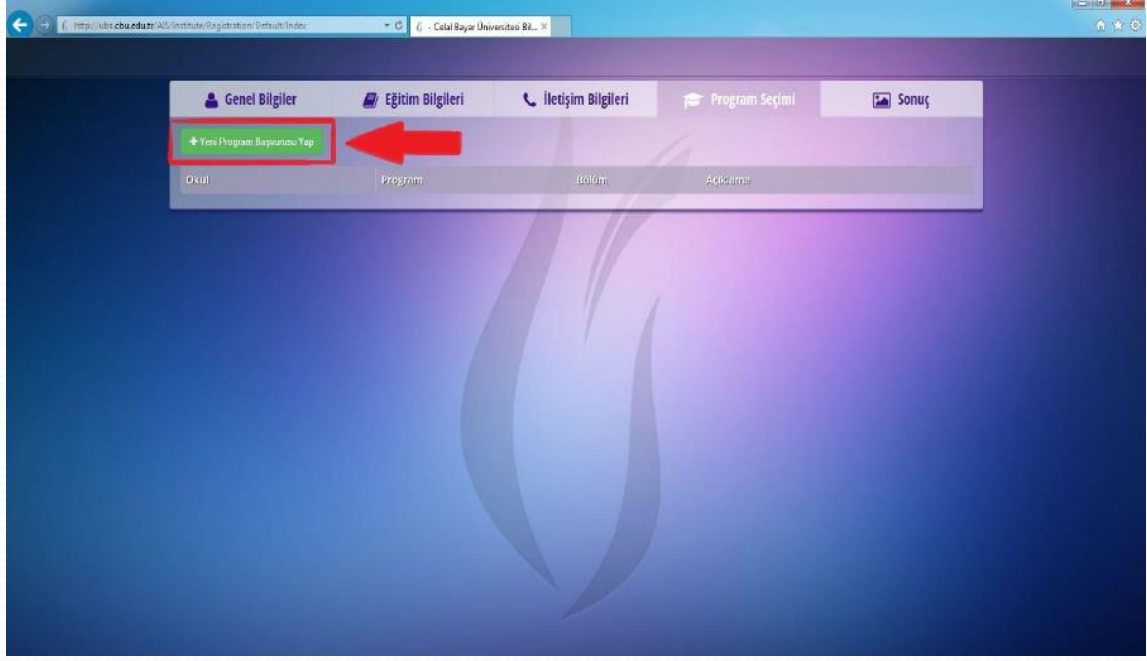 http://ubs.cbu.edu.tr/AIS/Institute/Registration/Default/Index
- Celal Bayar Üniversitesi Bil...
Genel Bilgiler Eğitim Bilgileri İletişim Bilgileri Program Seçimi Sonuç
+ Yeni Program Başvurusu Yap
Okul Program Bölüm Açıklama